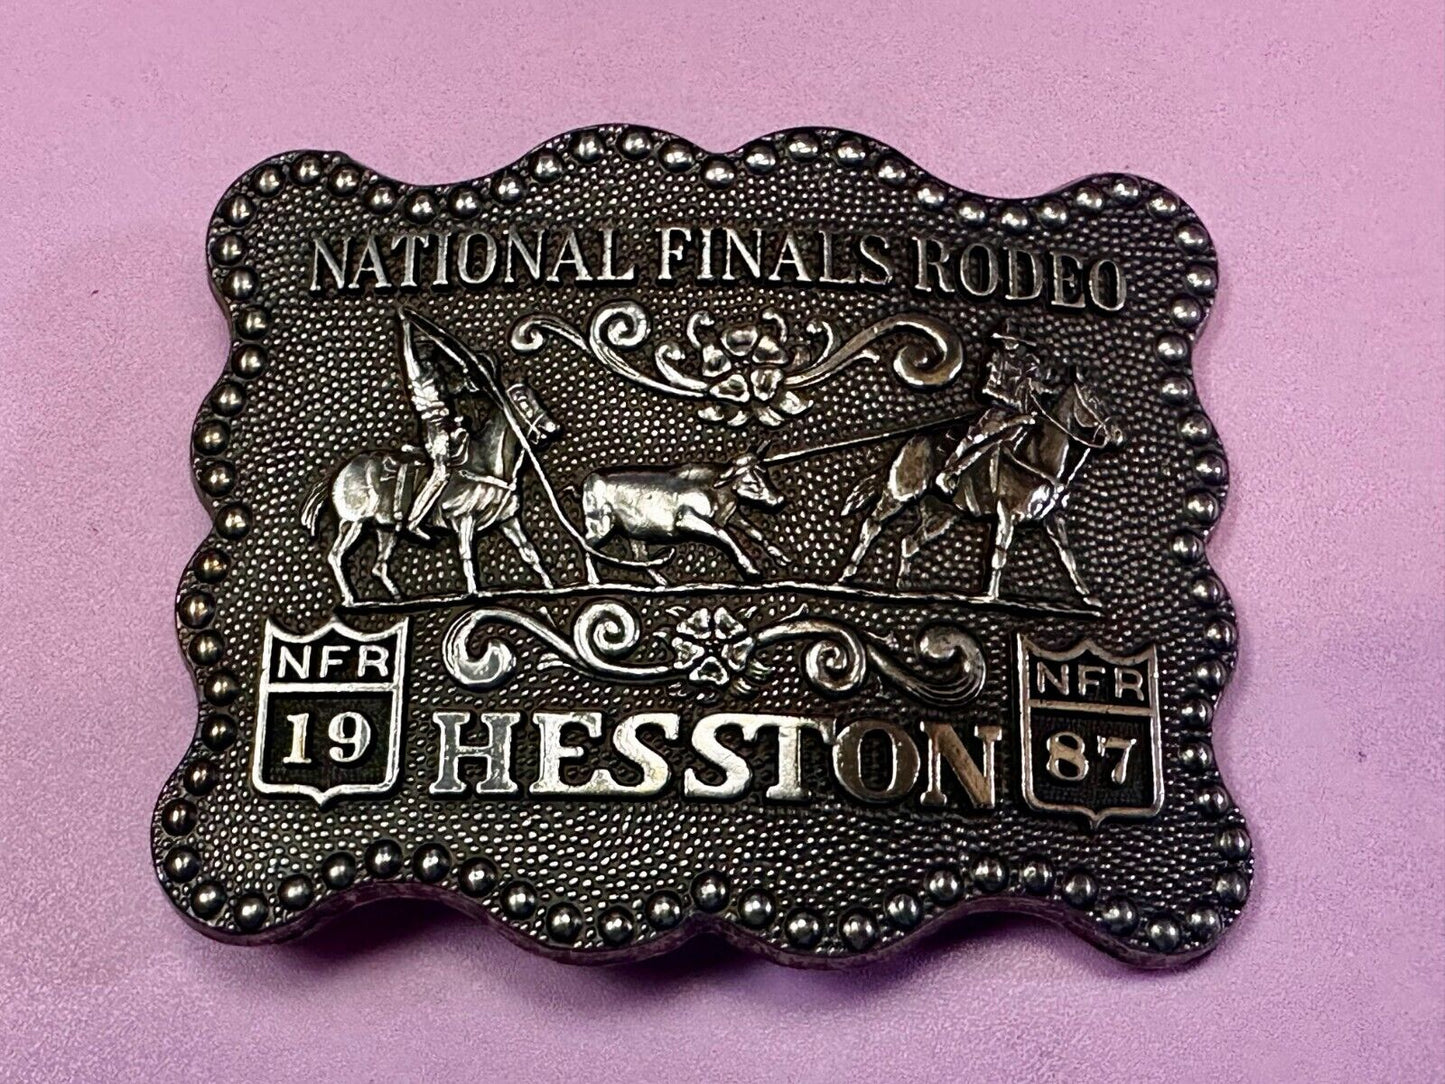 NATIONAL FINALS RODEO
NFR
19
HESSTON
NFR
87